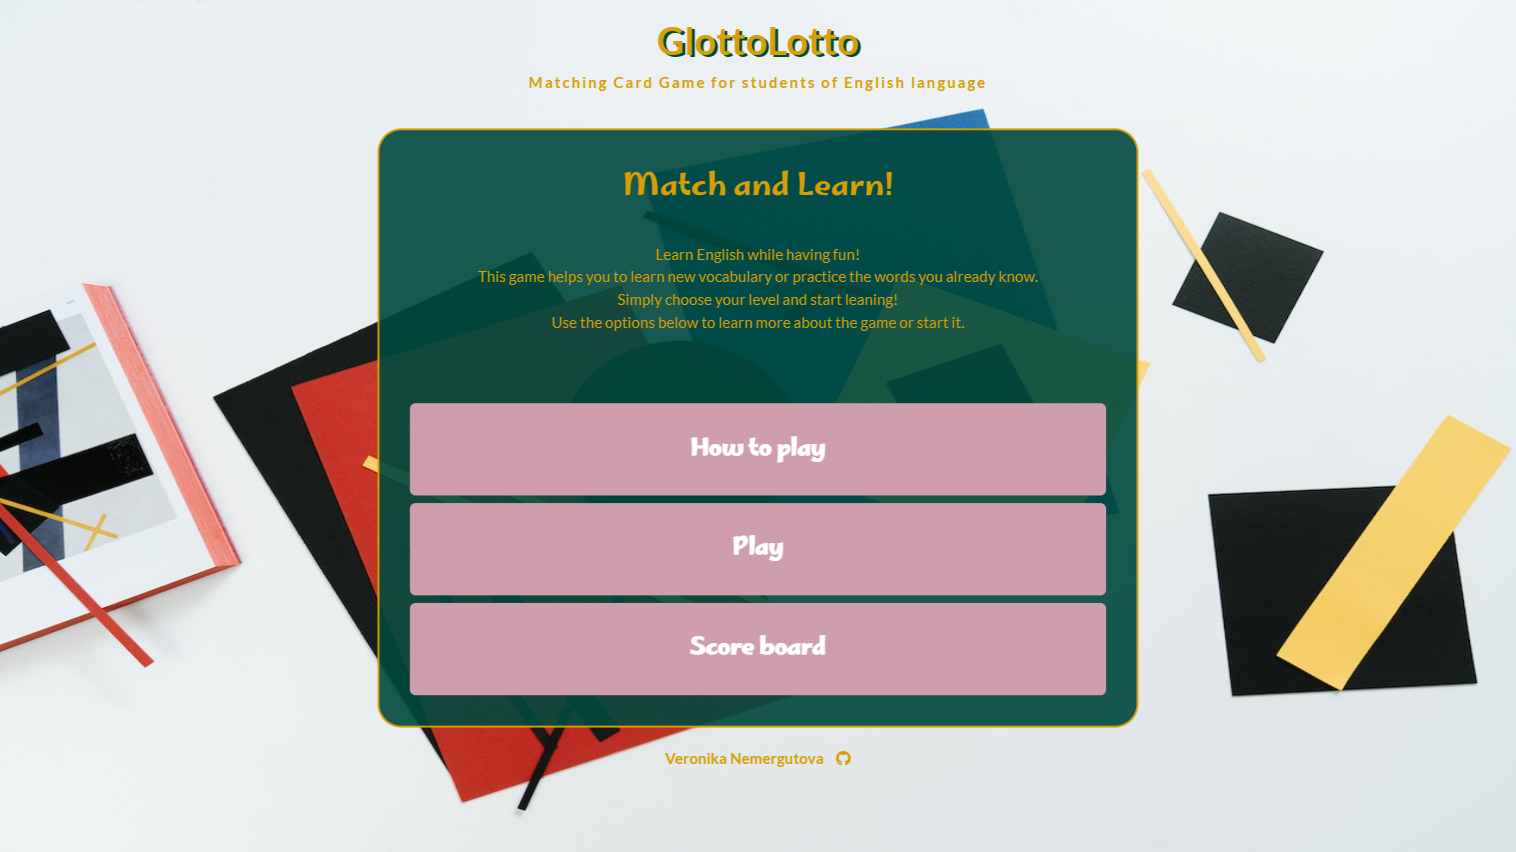 GlottoLotto
Matching Card Game for students of English language
Match and Learn!
Learn English while having fun!
This game helps you to learn new vocabulary or practice the words you already know.
Simply choose your level and start leaning!
Use the options below to learn more about the game or start it.
How to play
Play
Score board
Veronika Nemergutova